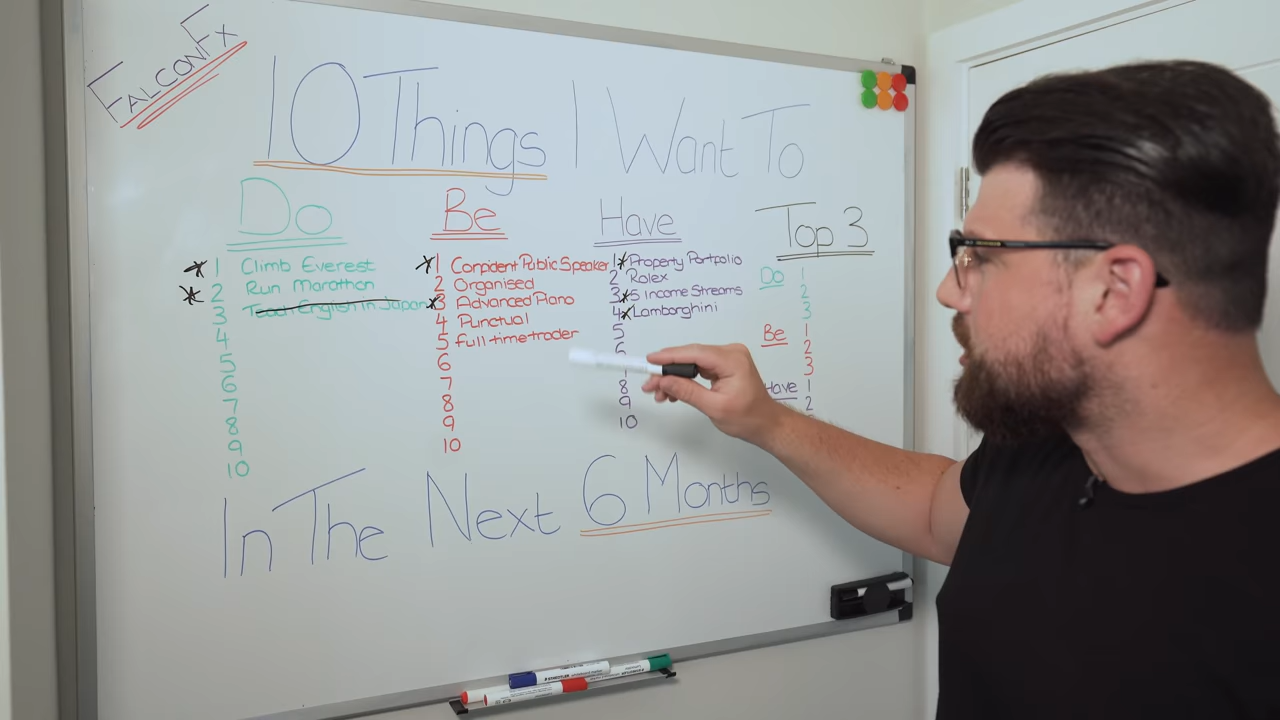 FALCONFX
10 Things I Want To
Do
1 Climb Everest
2 Run Marathon
3 Teach English in Japan
4
5
6
7
8
9
10
Be
1 Confident Public Speaker
2 Organised
3 Advanced Piano
4 Punctual
5 Full-time trader
6
7
8
9
10
Have
1 Property Portfolio
2 Rolex
3 5 Income Streams
4 Lamborghini
5
6
8
9
10
Top 3
Do 1
2
3
Be 1
2
3
Have 1
2
In The Next 6 Months